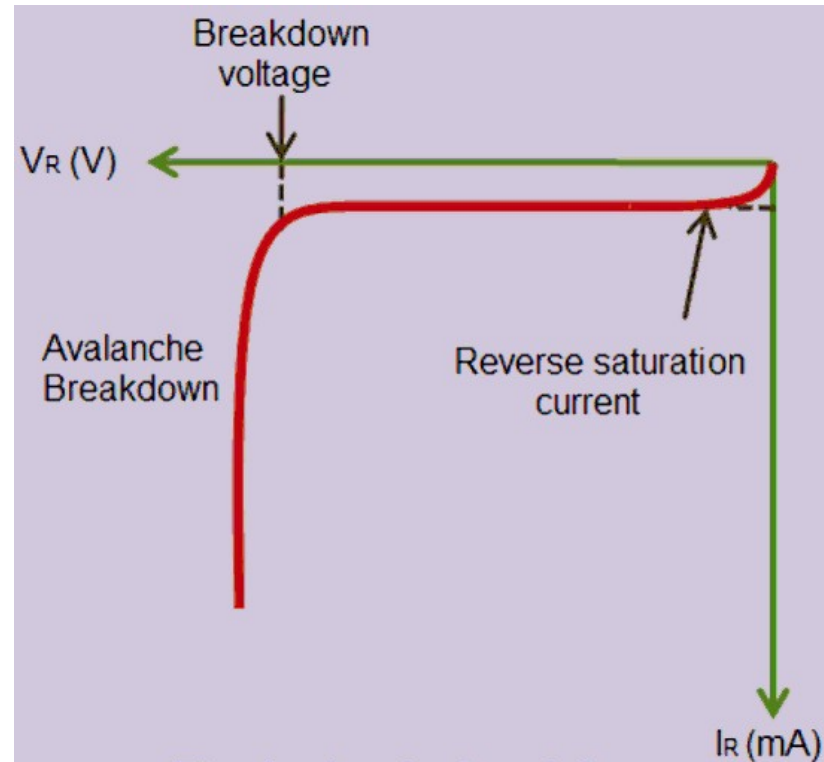 Breakdown
voltage
VR (V)
Avalanche
Breakdown
Reverse saturation
current
IR (mA)